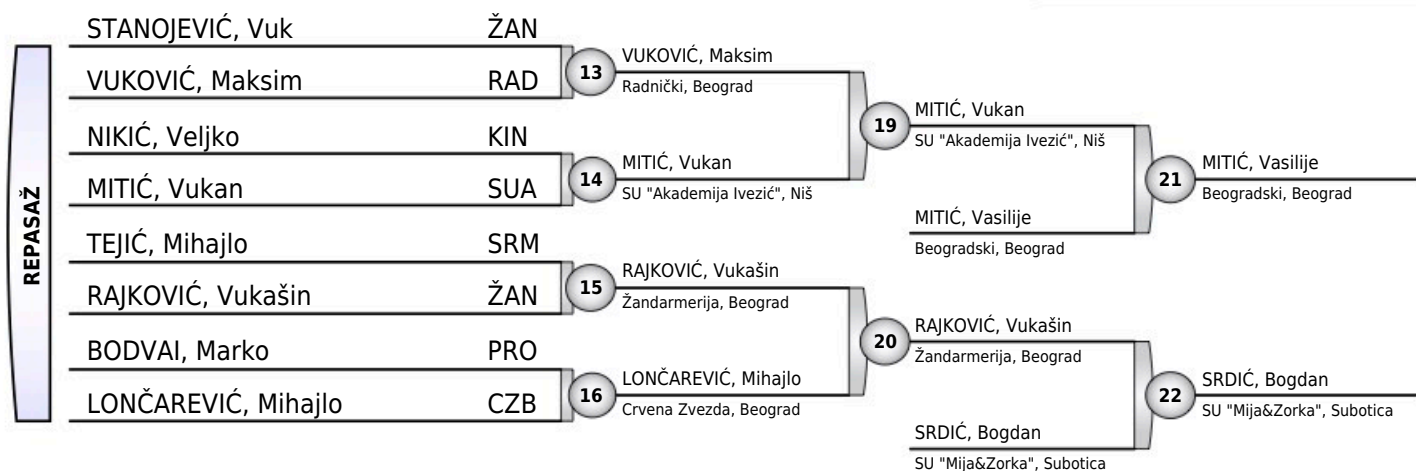 REPASAŽ
STANOJEVIĆ, Vuk ŽAN
VUKOVIĆ, Maksim RAD
NIKIĆ, Veljko KIN
MITIĆ, Vukan SUA
TEJIĆ, Mihajlo SRM
RAJKOVIĆ, Vukašin ŽAN
BODVAI, Marko PRO
LONČAREVIĆ, Mihajlo CZB
13
VUKOVIĆ, Maksim
Radnički, Beograd
14
MITIĆ, Vukan
SU "Akademija Ivezić", Niš
15
RAJKOVIĆ, Vukašin
Žandarmerija, Beograd
16
LONČAREVIĆ, Mihajlo
Crvena Zvezda, Beograd
19
MITIĆ, Vukan
SU "Akademija Ivezić", Niš
MITIĆ, Vasilije
Beogradski, Beograd
20
RAJKOVIĆ, Vukašin
Žandarmerija, Beograd
SRDIĆ, Bogdan
SU "Mija&Zorka", Subotica
21
MITIĆ, Vasilije
Beogradski, Beograd
22
SRDIĆ, Bogdan
SU "Mija&Zorka", Subotica